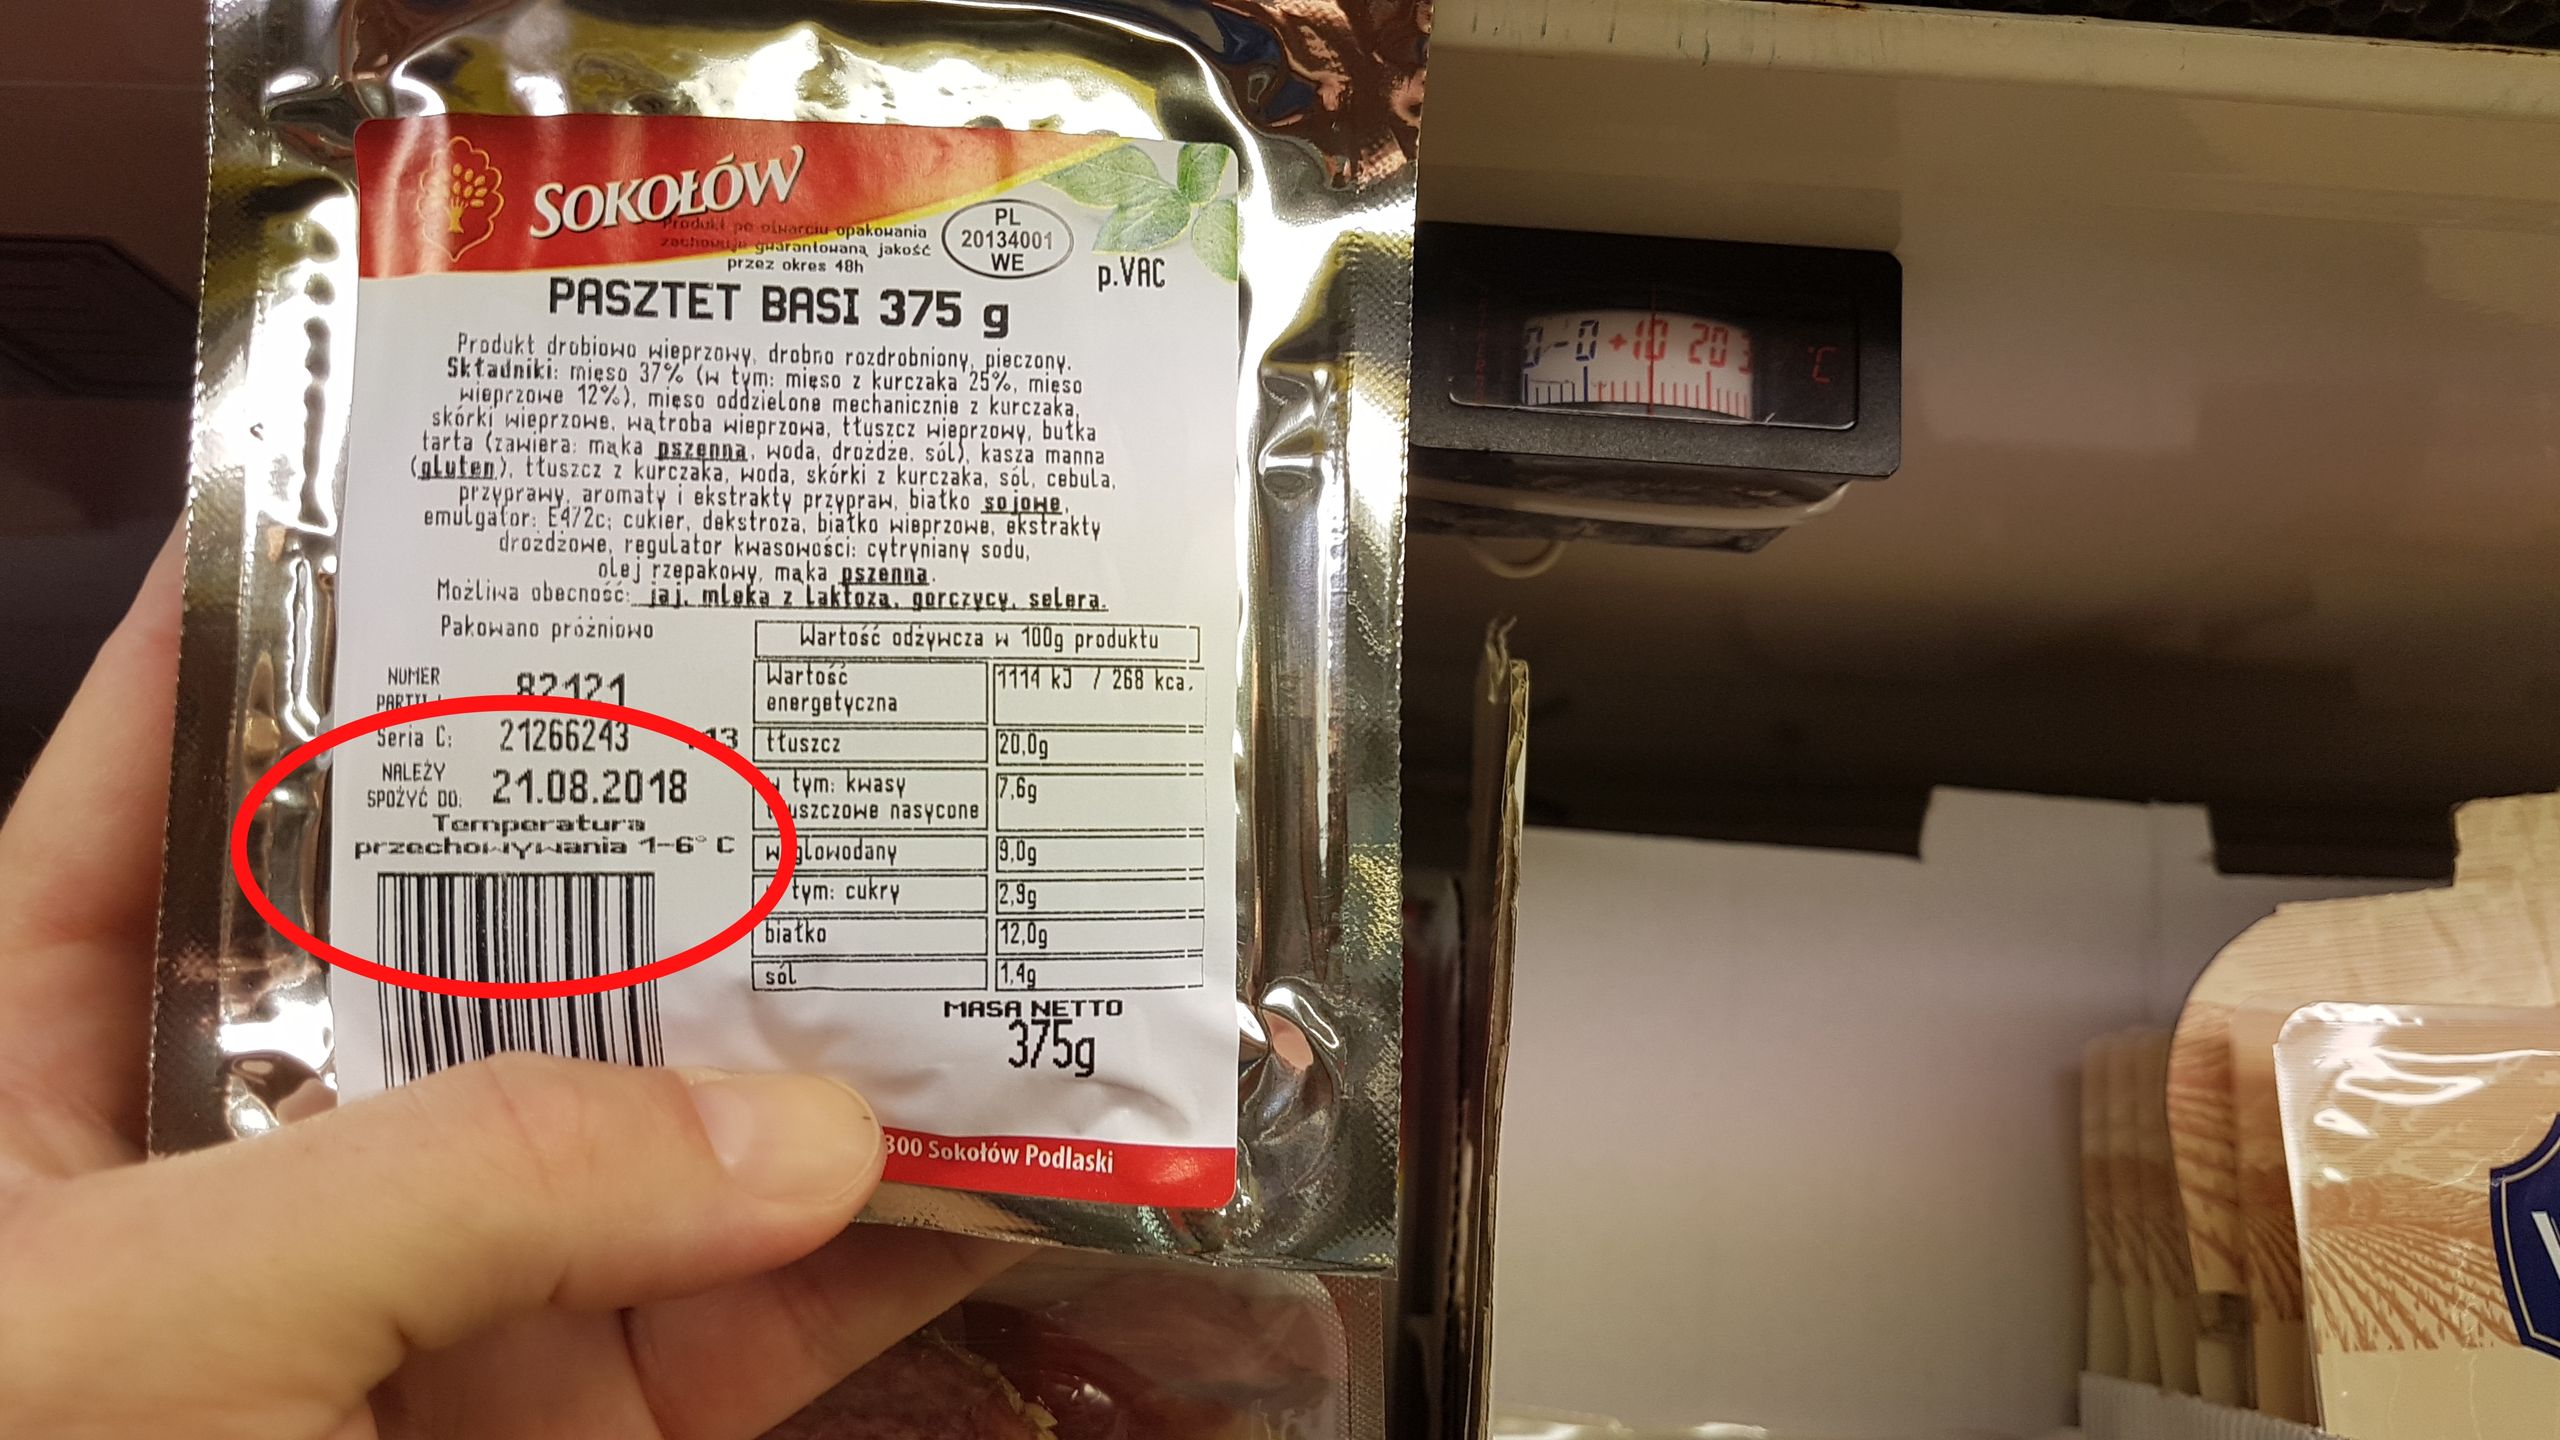 SOKOŁÓW
Produkt po otwarciu opakowania
zachowuje gwarantowaną jakość
przez okres 48h
PL
20134001
WE
p.VAC
PASZTET BASI 375 g
Produkt drobiowo wieprzowy, drobno rozdrobniony, pieczony.
Składniki: mięso 37% (w tym: mięso z kurczaka 25%, mięso
wieprzowe 12%), mięso oddzielone mechanicznie z kurczaka,
skórki wieprzowe, wątroba wieprzowa, tłuszcz wieprzowy, bułka
tarta (zawiera: mąka pszenna, woda, drożdże, sól), kasza manna
(gluten), tłuszcz z kurczaka, woda, skórki z kurczaka, sól, cebula,
przyprawy, aromaty i ekstrakty przypraw, białko sojowe,
emulgator: E472c; cukier, dekstroza, białko wieprzowe, ekstrakty
drożdżowe, regulator kwasowości: cytryniany sodu,
olej rzepakowy, mąka pszenna.
Możliwa obecność: jaj, mleka z laktozą, gorczycy, selera.
Pakowano próżniowo
NUMER
PARTII
82121
Seria C: 21266243
13
NALEŻY
SPOŻYĆ DO: 21.08.2018
Temperatura
przechowywania 1-6° C
Wartość odżywcza w 100g produktu
Wartość
energetyczna
1114 kJ / 268 kca.
tłuszcz 20,0g
w tym: kwasy
tłuszczowe nasycone
7,6g
węglowodany 9,0g
w tym: cukry 2,9g
białko 12,0g
sól 1,4g
MASA NETTO
375g
300 Sokołów Podlaski
0 -0 +10 20 3 °C